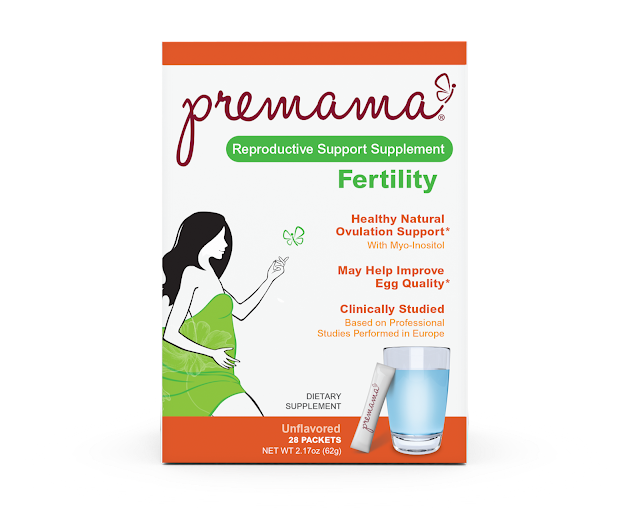 premama®
Reproductive Support Supplement
Fertility
Healthy Natural
Ovulation Support*
With Myo-Inositol
May Help Improve
Egg Quality*
Clinically Studied
Based on Professional
Studies Performed in Europe
premama
DIETARY
SUPPLEMENT
Unflavored
28 PACKETS
NET WT 2.17oz (62g)